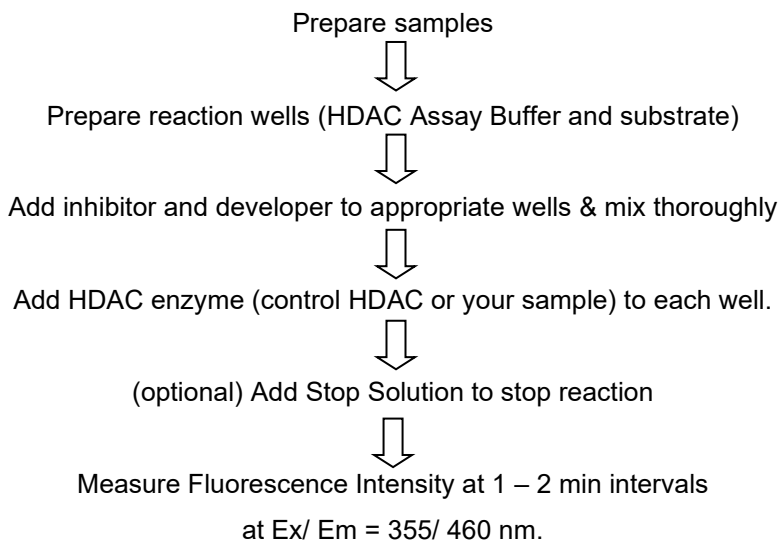 Prepare samples
Prepare reaction wells (HDAC Assay Buffer and substrate)
Add inhibitor and developer to appropriate wells & mix thoroughly
Add HDAC enzyme (control HDAC or your sample) to each well.
(optional) Add Stop Solution to stop reaction
Measure Fluorescence Intensity at 1 – 2 min intervals
at Ex/ Em = 355/ 460 nm.